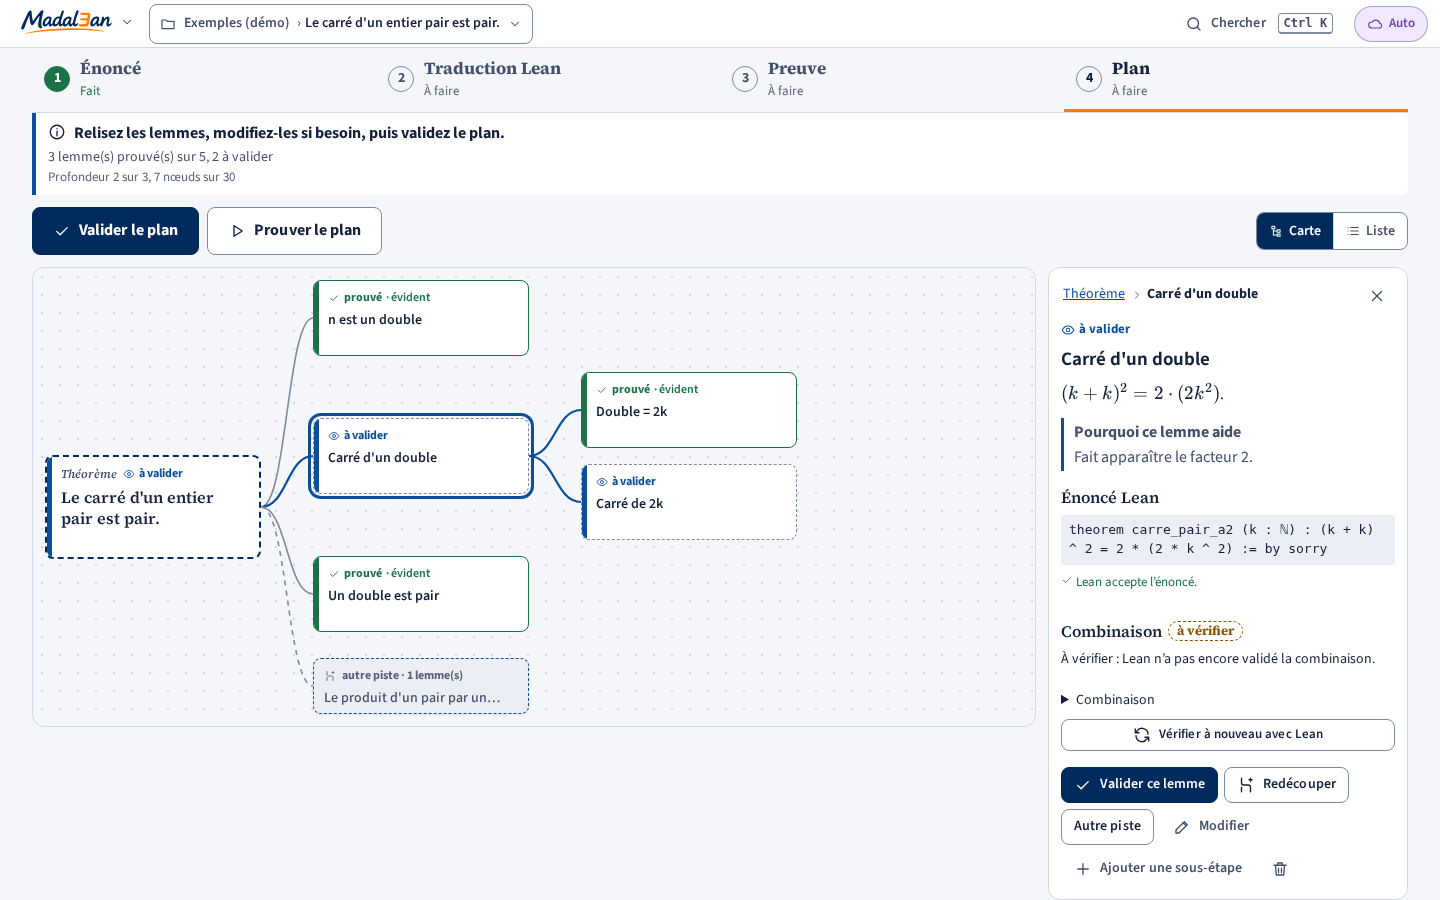 Madalean
Exemples (démo) › Le carré d'un entier pair est pair.
Chercher Ctrl K
Auto
1 Énoncé
Fait
2 Traduction Lean
À faire
3 Preuve
À faire
4 Plan
À faire
Relisez les lemmes, modifiez-les si besoin, puis validez le plan.
3 lemme(s) prouvé(s) sur 5, 2 à valider
Profondeur 2 sur 3, 7 nœuds sur 30
Valider le plan
Prouver le plan
Carte
Liste
Théorème à valider
Le carré d'un entier
pair est pair.
prouvé · évident
n est un double
à valider
Carré d'un double
prouvé · évident
Un double est pair
autre piste · 1 lemme(s)
Le produit d'un pair par un…
prouvé · évident
Double = 2k
à valider
Carré de 2k
Théorème › Carré d'un double
à valider
Carré d'un double
(k + k)² = 2 · (2k²).
Pourquoi ce lemme aide
Fait apparaître le facteur 2.
Énoncé Lean
theorem carre_pair_a2 (k : ℕ) : (k + k)
^ 2 = 2 * (2 * k ^ 2) := by sorry
Lean accepte l’énoncé.
Combinaison à vérifier
À vérifier : Lean n’a pas encore validé la combinaison.
Combinaison
Vérifier à nouveau avec Lean
Valider ce lemme
Redécouper
Autre piste
Modifier
Ajouter une sous-étape